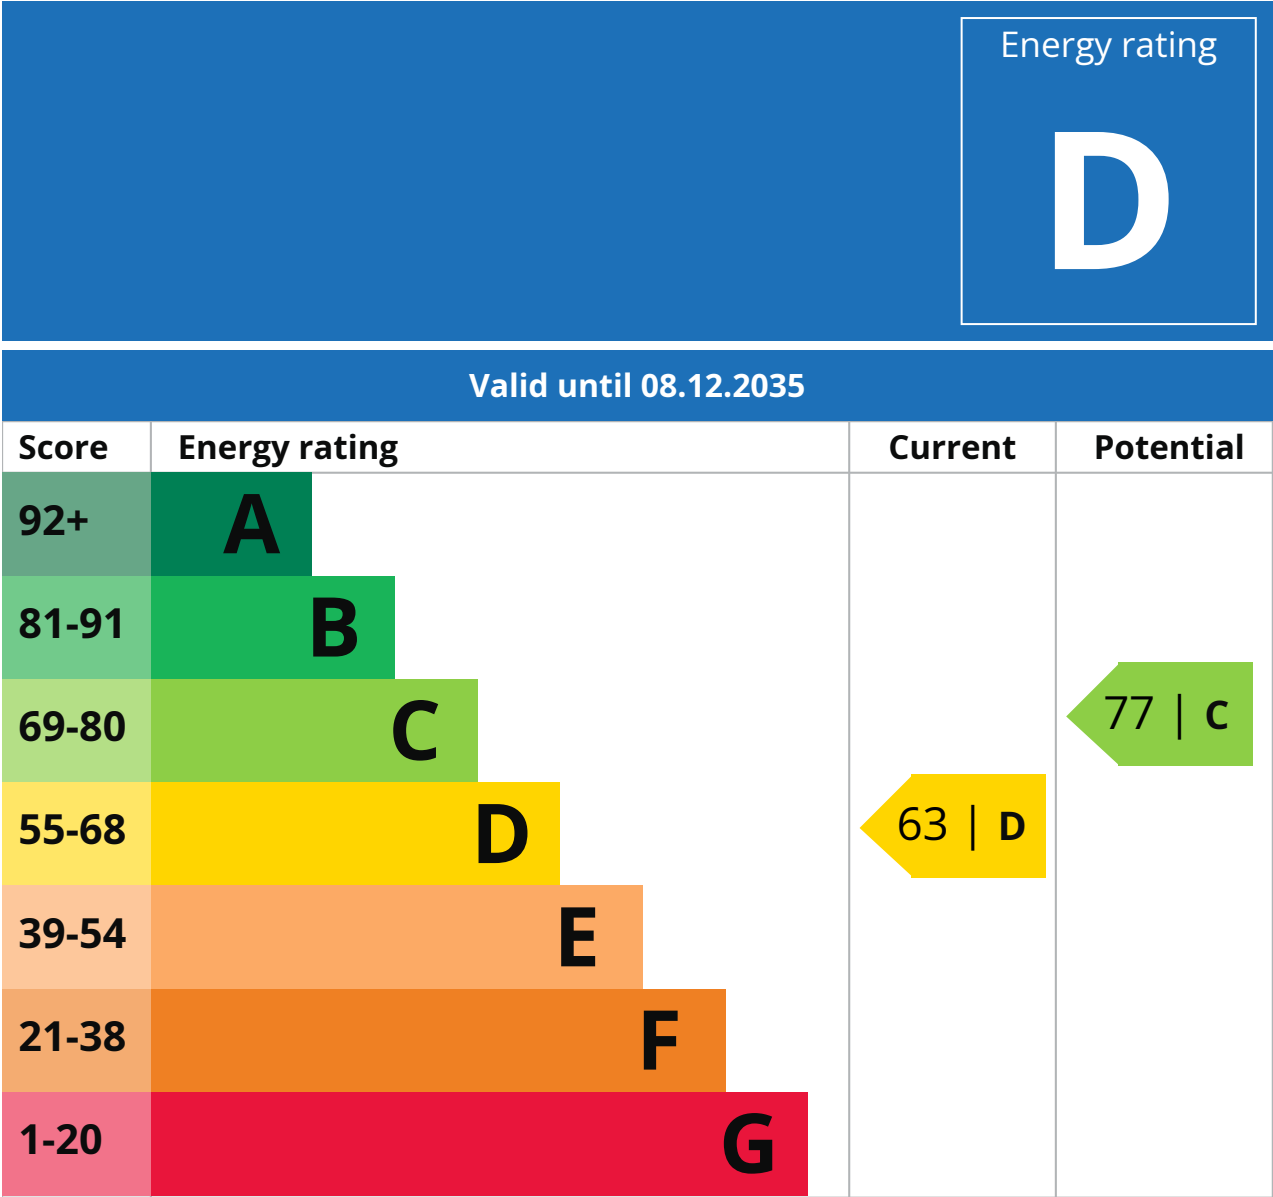 Energy rating
D
Valid until 08.12.2035
Score Energy rating Current Potential
92+ A
81-91 B
69-80 C 77 | C
55-68 D 63 | D
39-54 E
21-38 F
1-20 G